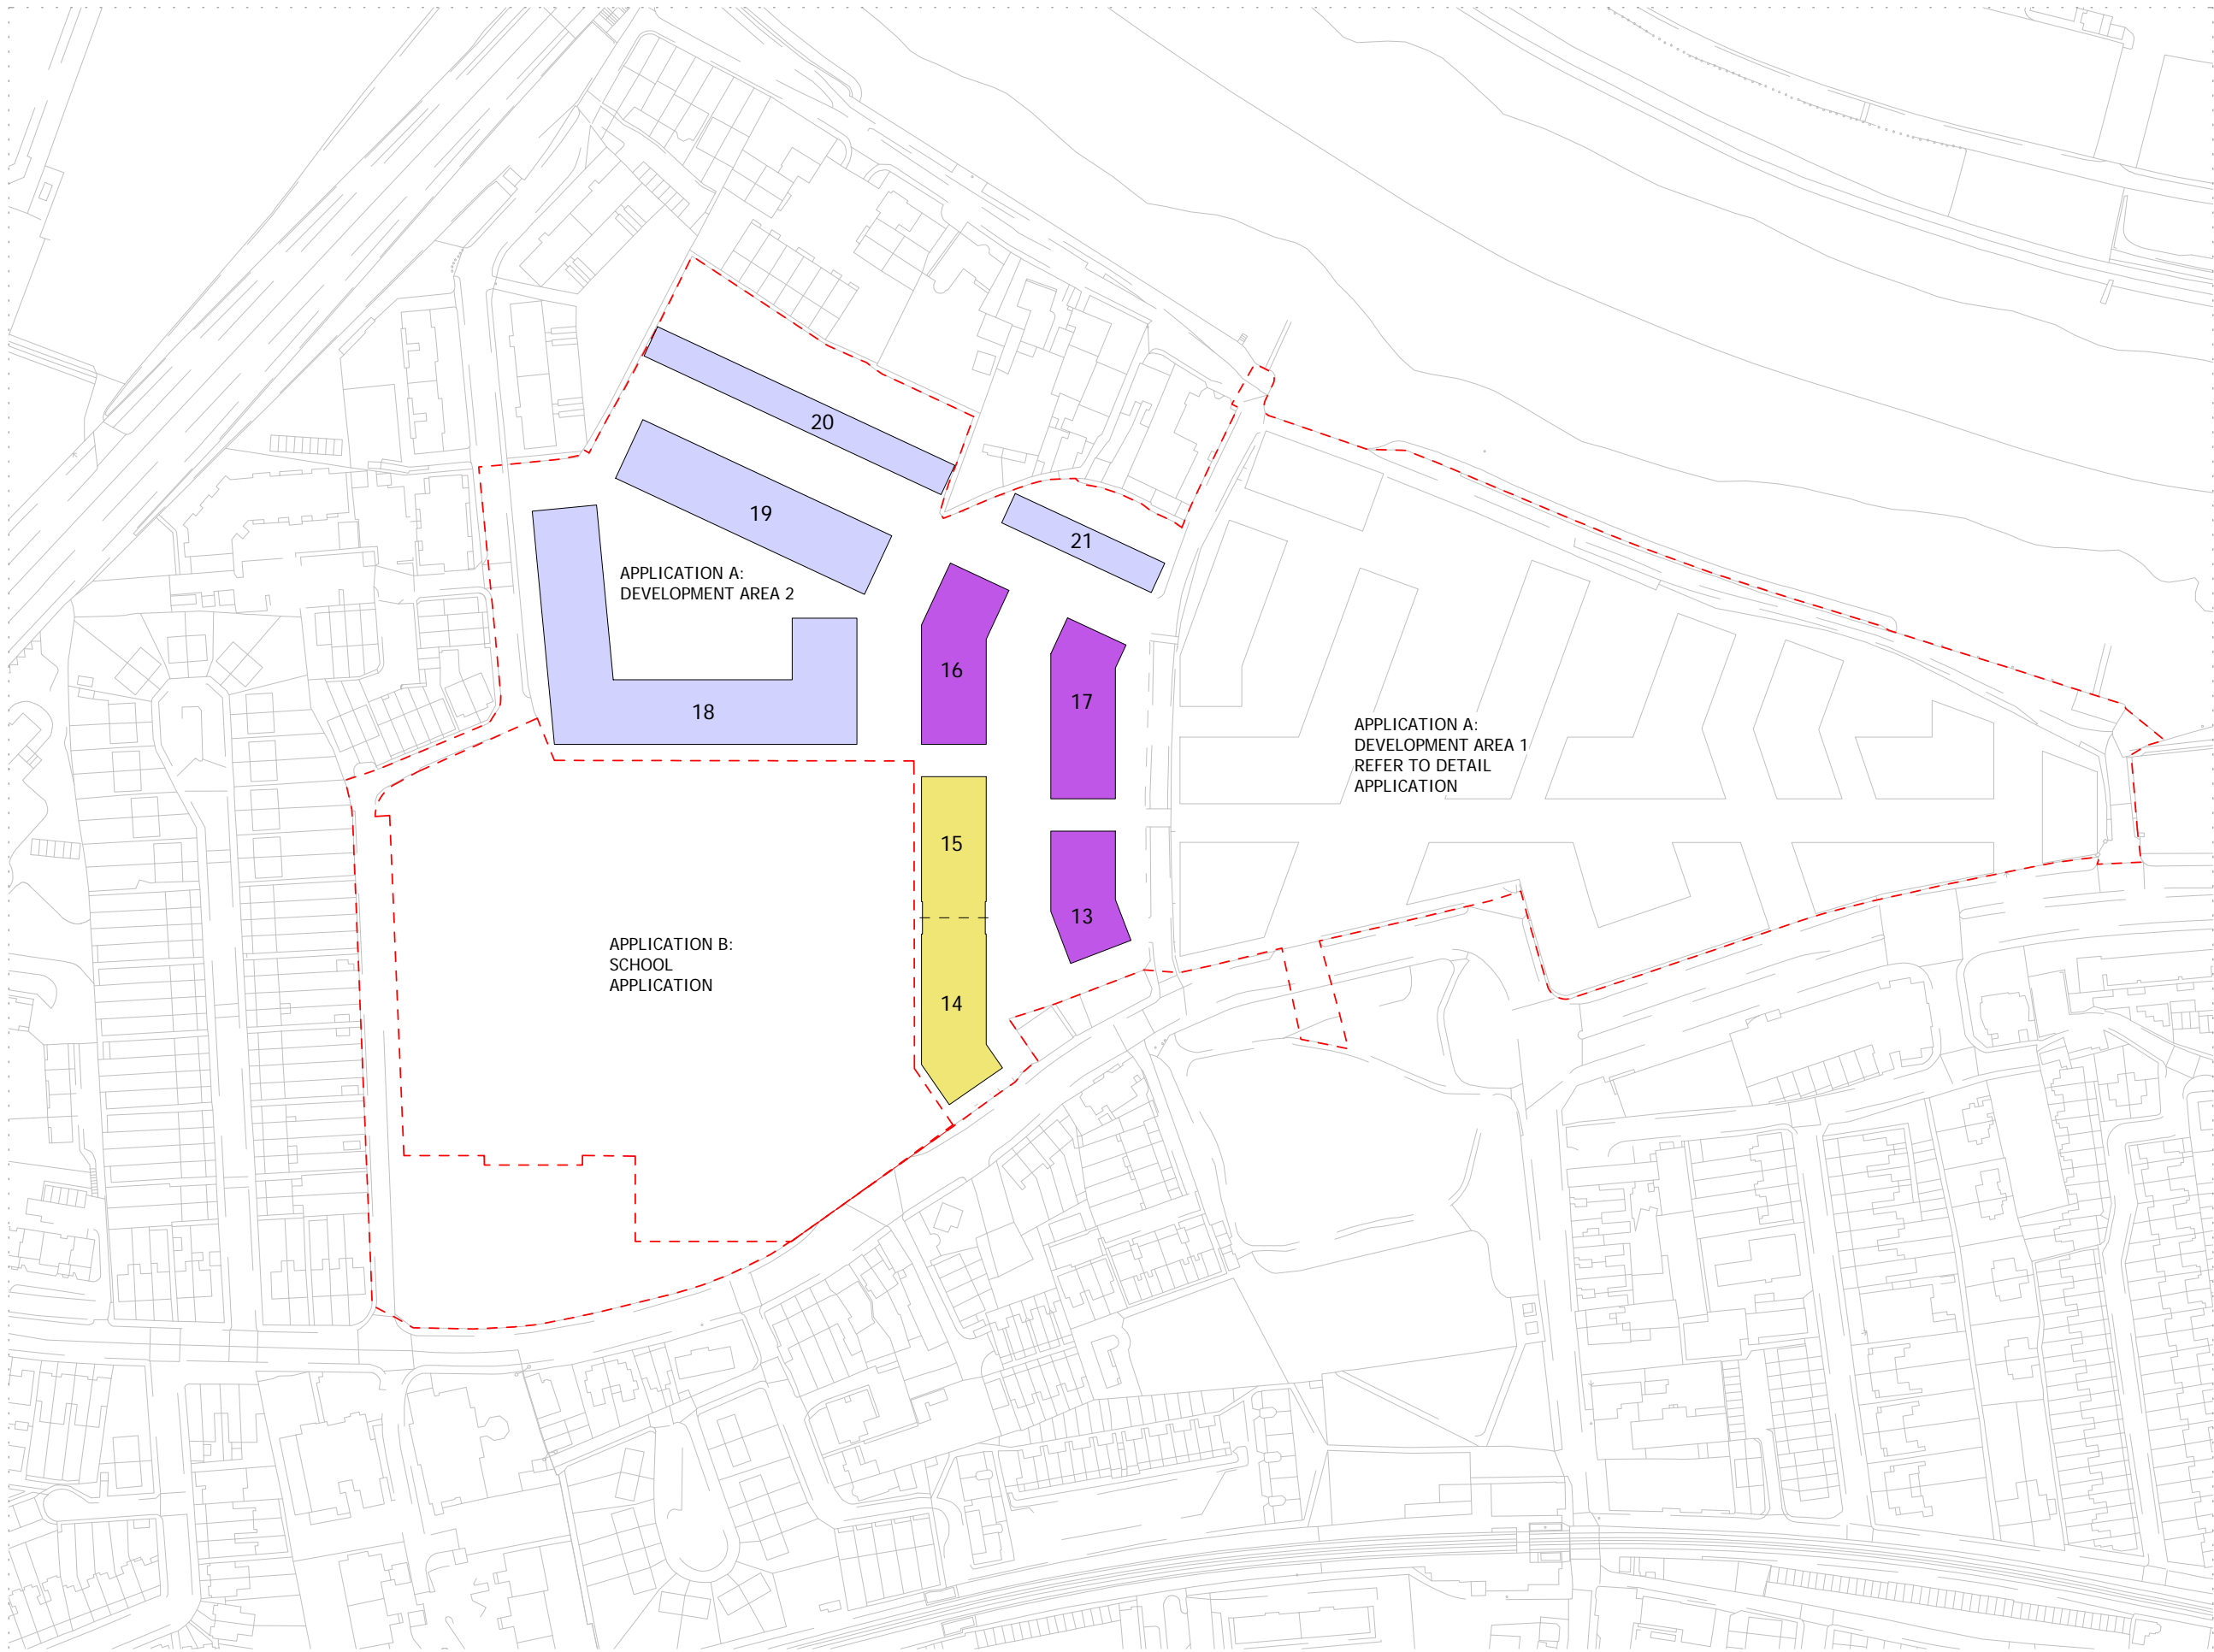 20
19
21
APPLICATION A:
DEVELOPMENT AREA 2
16
17
18
APPLICATION A:
DEVELOPMENT AREA 1
REFER TO DETAIL
APPLICATION
15
13
APPLICATION B:
SCHOOL
APPLICATION
14